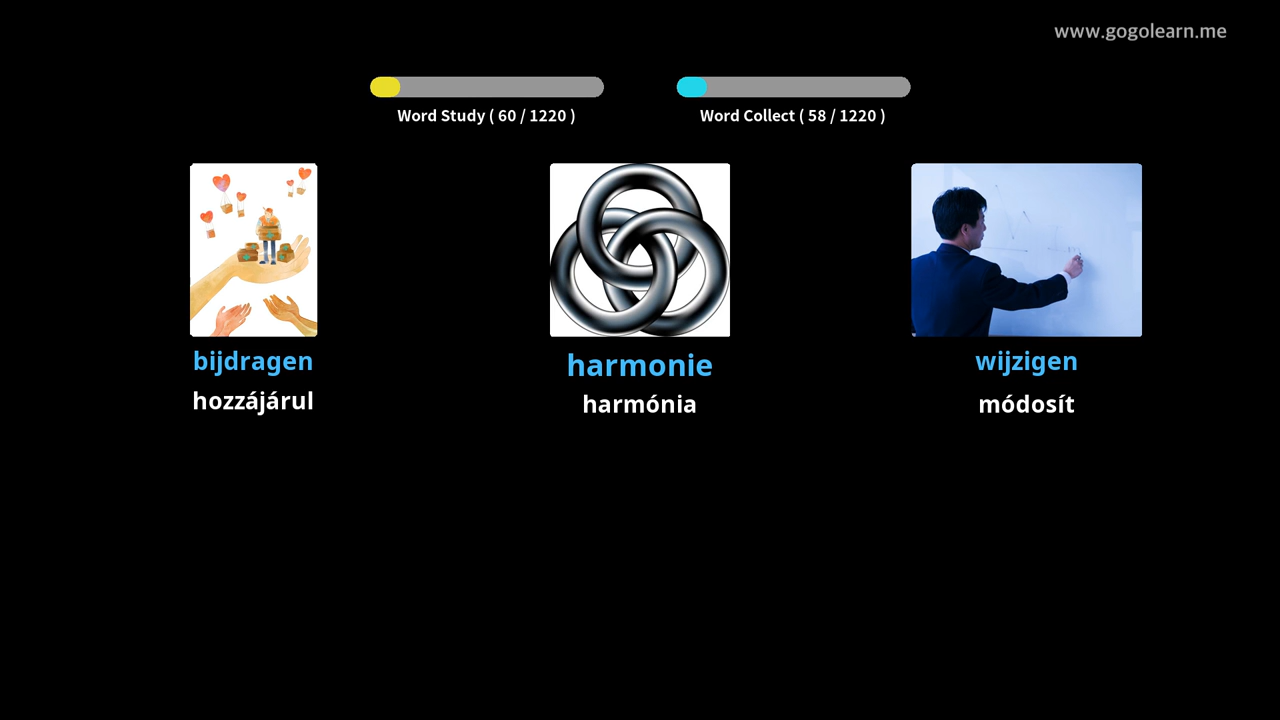 www.gogolearn.me
Word Study ( 60 / 1220 )
Word Collect ( 58 / 1220 )
bijdragen
hozzájárul
harmonie
harmónia
wijzigen
módosít